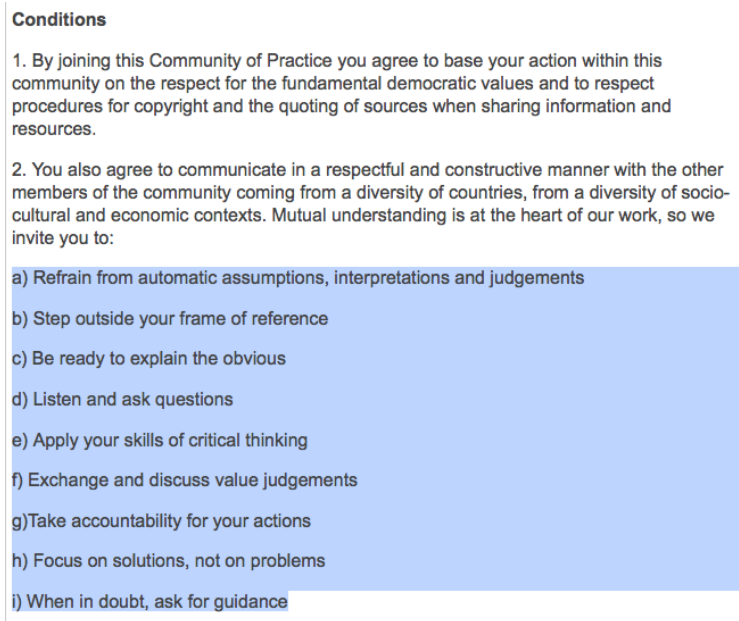 Conditions
1. By joining this Community of Practice you agree to base your action within this
community on the respect for the fundamental democratic values and to respect
procedures for copyright and the quoting of sources when sharing information and
resources.
2. You also agree to communicate in a respectful and constructive manner with the other
members of the community coming from a diversity of countries, from a diversity of socio-
cultural and economic contexts. Mutual understanding is at the heart of our work, so we
invite you to:
a) Refrain from automatic assumptions, interpretations and judgements
b) Step outside your frame of reference
c) Be ready to explain the obvious
d) Listen and ask questions
e) Apply your skills of critical thinking
f) Exchange and discuss value judgements
g)Take accountability for your actions
h) Focus on solutions, not on problems
i) When in doubt, ask for guidance